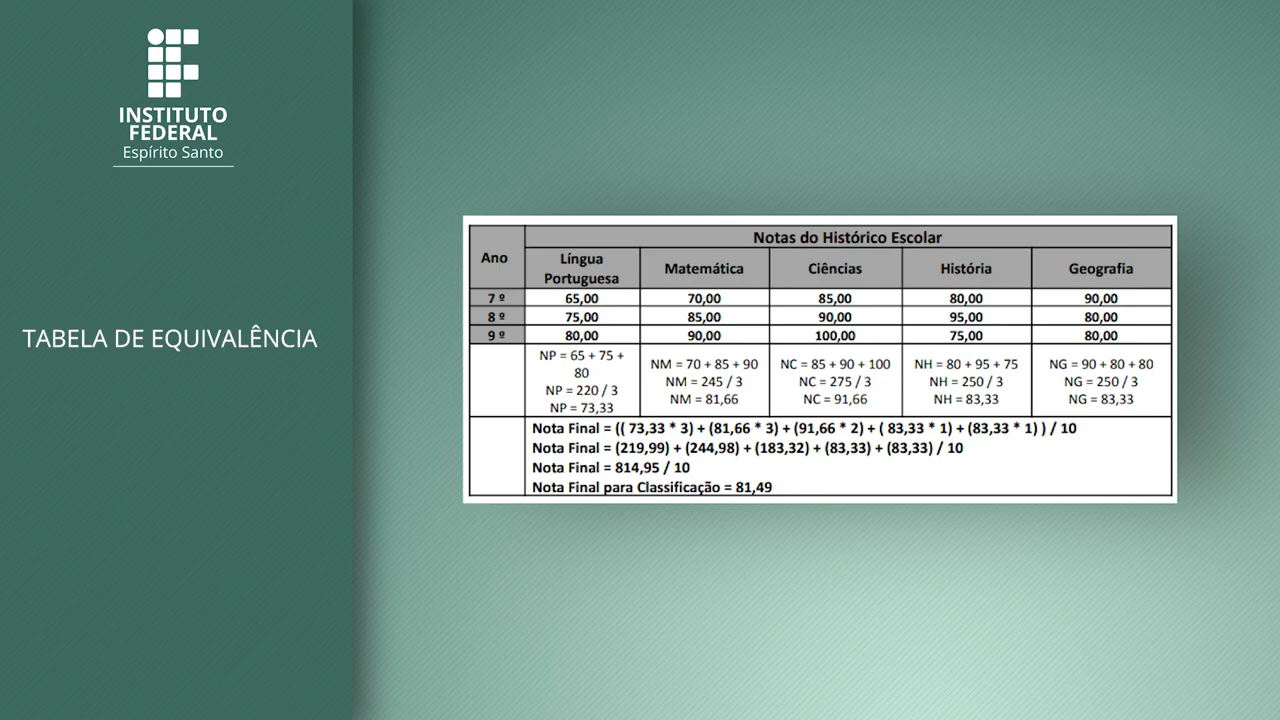 INSTITUTO
FEDERAL
Espírito Santo
TABELA DE EQUIVALÊNCIA
Notas do Histórico Escolar
Ano
Língua
Portuguesa
Matemática
Ciências
História
Geografia
7 º 65,00 70,00 85,00 80,00 90,00
8 º 75,00 85,00 90,00 95,00 80,00
9 º 80,00 90,00 100,00 75,00 80,00
NP = 65 + 75 +
80
NP = 220 / 3
NP = 73,33
NM = 70 + 85 + 90
NM = 245 / 3
NM = 81,66
NC = 85 + 90 + 100
NC = 275 / 3
NC = 91,66
NH = 80 + 95 + 75
NH = 250 / 3
NH = 83,33
NG = 90 + 80 + 80
NG = 250 / 3
NG = 83,33
Nota Final = (( 73,33 * 3) + (81,66 * 3) + (91,66 * 2) + ( 83,33 * 1) + (83,33 * 1) ) / 10
Nota Final = (219,99) + (244,98) + (183,32) + (83,33) + (83,33) / 10
Nota Final = 814,95 / 10
Nota Final para Classificação = 81,49